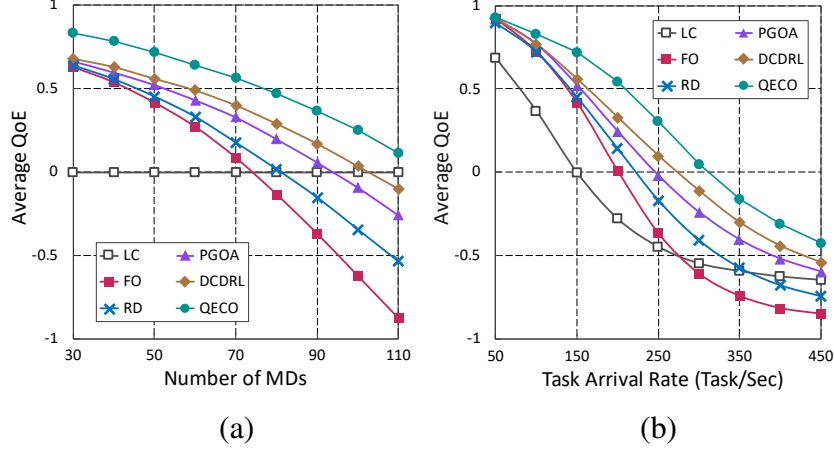 1
0.5
0
-0.5
-1
Average QoE
LC
PGOA
FO
DCDRL
RD
QECO
30
50
70
90
110
Number of MDs
(a)
1
0.5
0
-0.5
-1
Average QoE
LC
PGOA
FO
DCDRL
RD
QECO
50
150
250
350
450
Task Arrival Rate (Task/Sec)
(b)